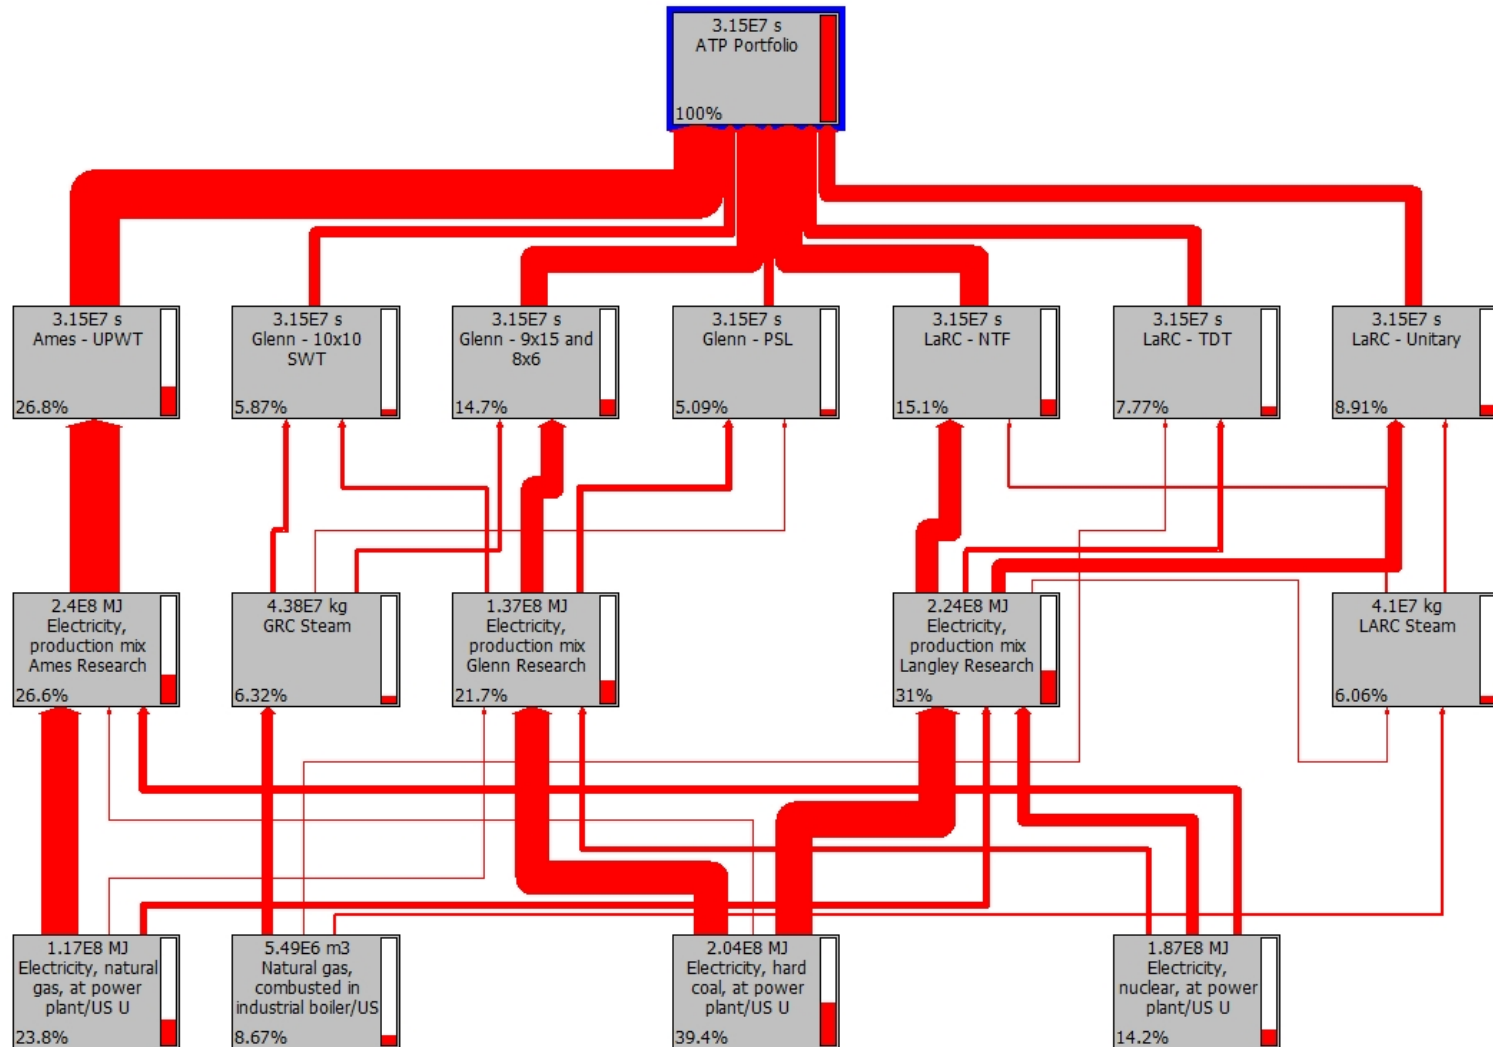 3.15E7 s
ATP Portfolio
100%
3.15E7 s
Ames - UPWT
26.8%
3.15E7 s
Glenn - 10x10
SWT
5.87%
3.15E7 s
Glenn - 9x15 and
8x6
14.7%
3.15E7 s
Glenn - PSL
5.09%
3.15E7 s
LaRC - NTF
15.1%
3.15E7 s
LaRC - TDT
7.77%
3.15E7 s
LaRC - Unitary
8.91%
2.4E8 MJ
Electricity,
production mix
Ames Research
26.6%
4.38E7 kg
GRC Steam
6.32%
1.37E8 MJ
Electricity,
production mix
Glenn Research
21.7%
2.24E8 MJ
Electricity,
production mix
Langley Research
31%
4.1E7 kg
LARC Steam
6.06%
1.17E8 MJ
Electricity, natural
gas, at power
plant/US U
23.8%
5.49E6 m3
Natural gas,
combusted in
industrial boiler/US
8.67%
2.04E8 MJ
Electricity, hard
coal, at power
plant/US U
39.4%
1.87E8 MJ
Electricity,
nuclear, at power
plant/US U
14.2%